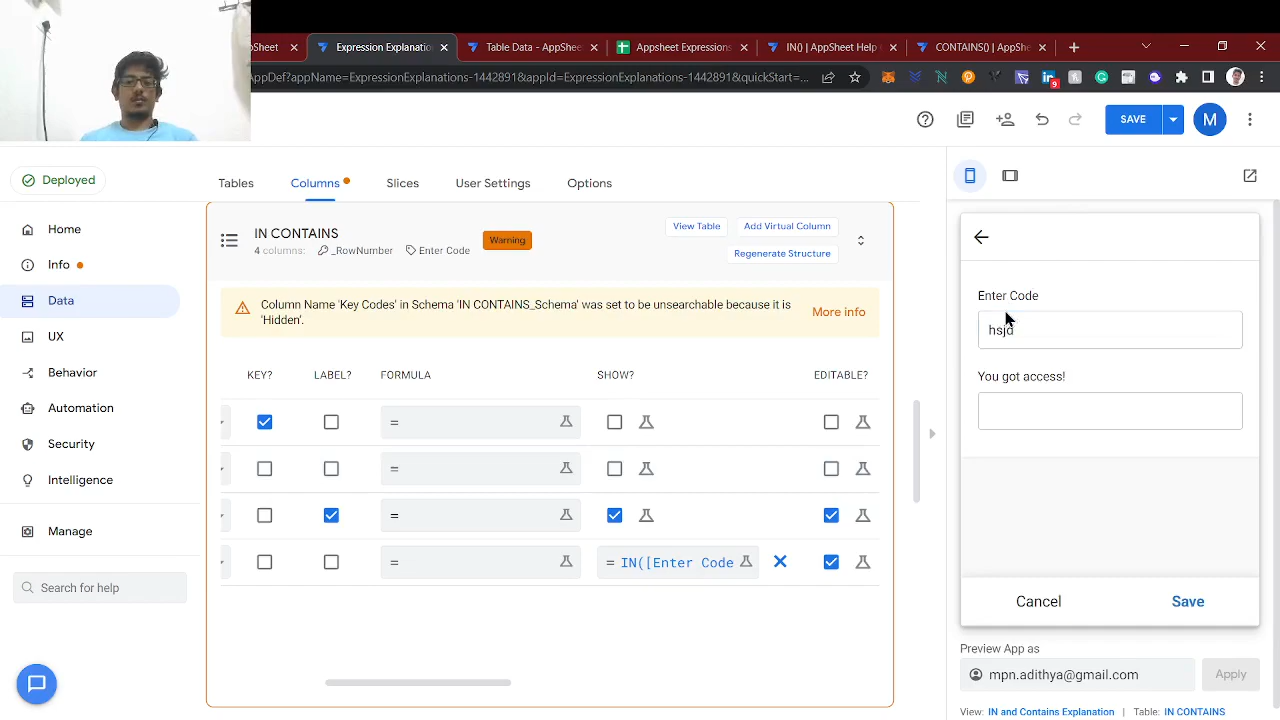 AppSheet
Expression Explanation
Table Data - AppSheet
Appsheet Expressions
IN() | AppSheet Help
CONTAINS() | AppShe
AppDef?appName=ExpressionExplanations-1442891&appId=ExpressionExplanations-1442891&quickStart=...
9
SAVE
M
Deployed
Tables
Columns
Slices
User Settings
Options
Home
Info
Data
UX
Behavior
Automation
Security
Intelligence
Manage
Search for help
IN CONTAINS
4 columns:
_RowNumber
Enter Code
Warning
View Table
Add Virtual Column
Regenerate Structure
Column Name 'Key Codes' in Schema 'IN CONTAINS_Schema' was set to be unsearchable because it is
'Hidden'.
More info
KEY?
LABEL?
FORMULA
SHOW?
EDITABLE?
=
=
=
=
= IN([Enter Code
Enter Code
hsjd
You got access!
Cancel
Save
Preview App as
mpn.adithya@gmail.com
Apply
View: IN and Contains Explanation | Table: IN CONTAINS